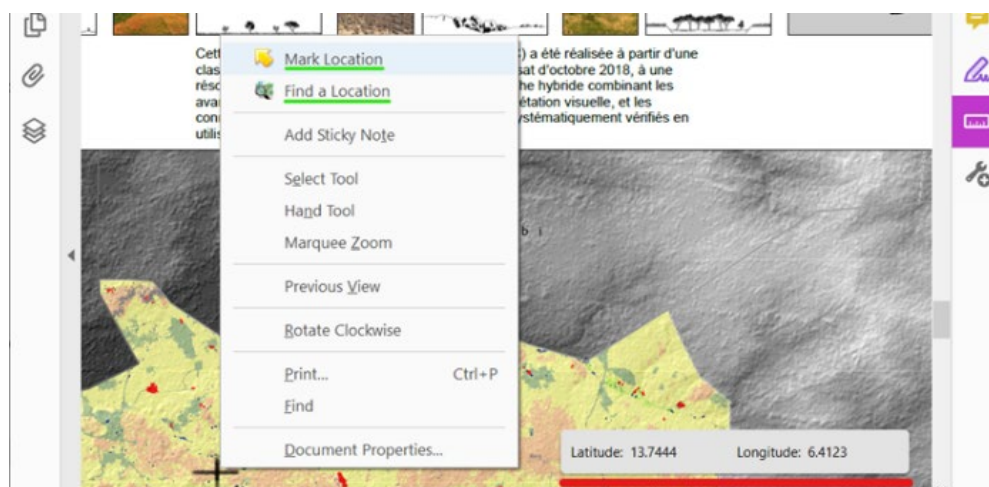 Cett
) a été réalisée à partir d'une
clas
sat d'octobre 2018, à une
réso
he hybride combinant les
avan
étation visuelle, et les
conn
ystématiquement vérifiés en
utilis
Mark Location
Find a Location
Add Sticky Note
Select Tool
Hand Tool
Marquee Zoom
Previous View
Rotate Clockwise
Print... Ctrl+P
Find
Document Properties...
b i
Latitude: 13.7444 Longitude: 6.4123